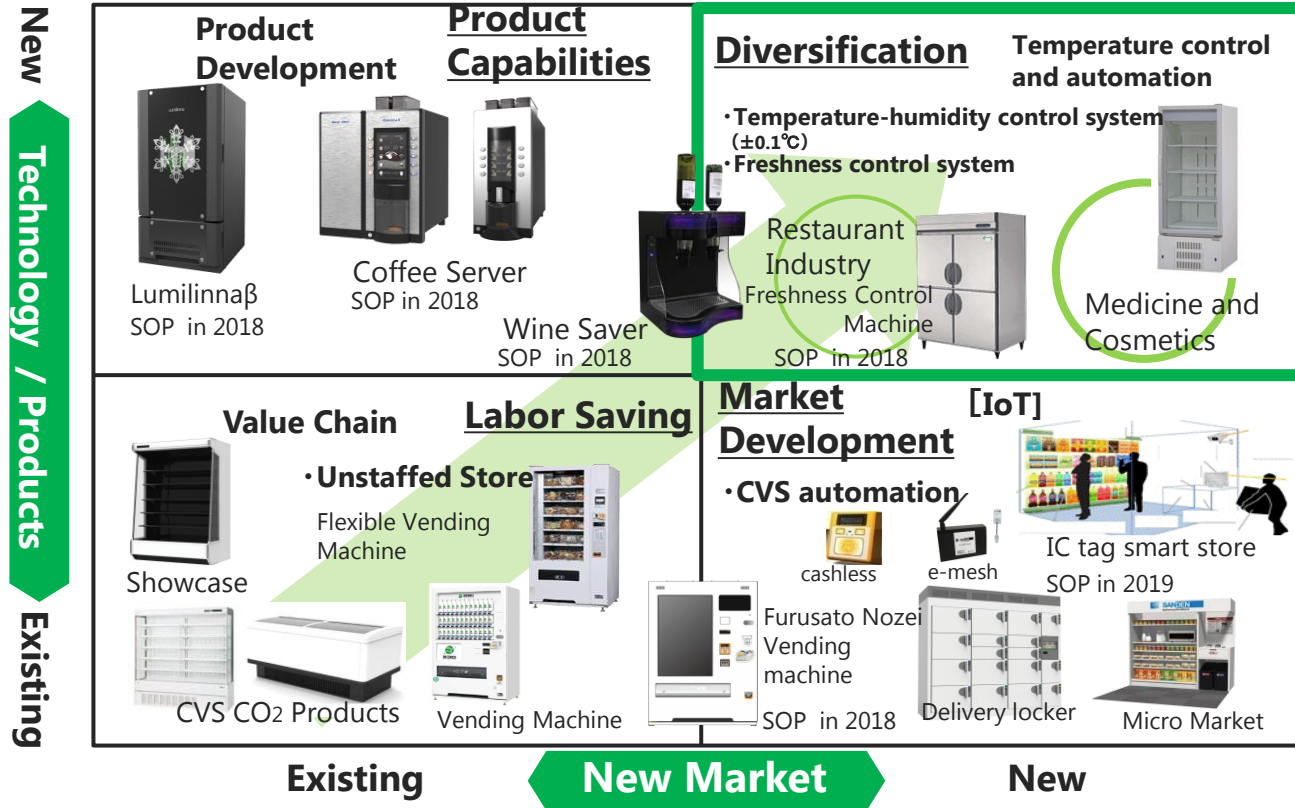 New
Technology / Products
Existing
Product
Development
Product
Capabilities
Lumilinnaβ
SOP in 2018
Coffee Server
SOP in 2018
Wine Saver
SOP in 2018
Diversification
Temperature control
and automation
・Temperature-humidity control system
(±0.1℃)
・Freshness control system
Restaurant
Industry
Freshness Control
Machine
SOP in 2018
Medicine and
Cosmetics
Value Chain
Labor Saving
・Unstaffed Store
Flexible Vending
Machine
Showcase
CVS CO2 Products
Vending Machine
Market
Development
[IoT]
・CVS automation
cashless
e-mesh
IC tag smart store
SOP in 2019
Furusato Nozei
Vending
machine
SOP in 2018
Delivery locker
SANDEN
Micro Market
Existing
New Market
New